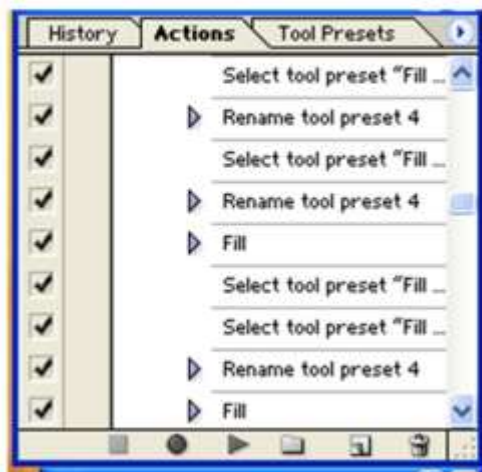 History Actions Tool Presets
Select tool preset "Fill ...
Rename tool preset 4
Select tool preset "Fill ...
Rename tool preset 4
Fill
Select tool preset "Fill ...
Select tool preset "Fill ...
Rename tool preset 4
Fill